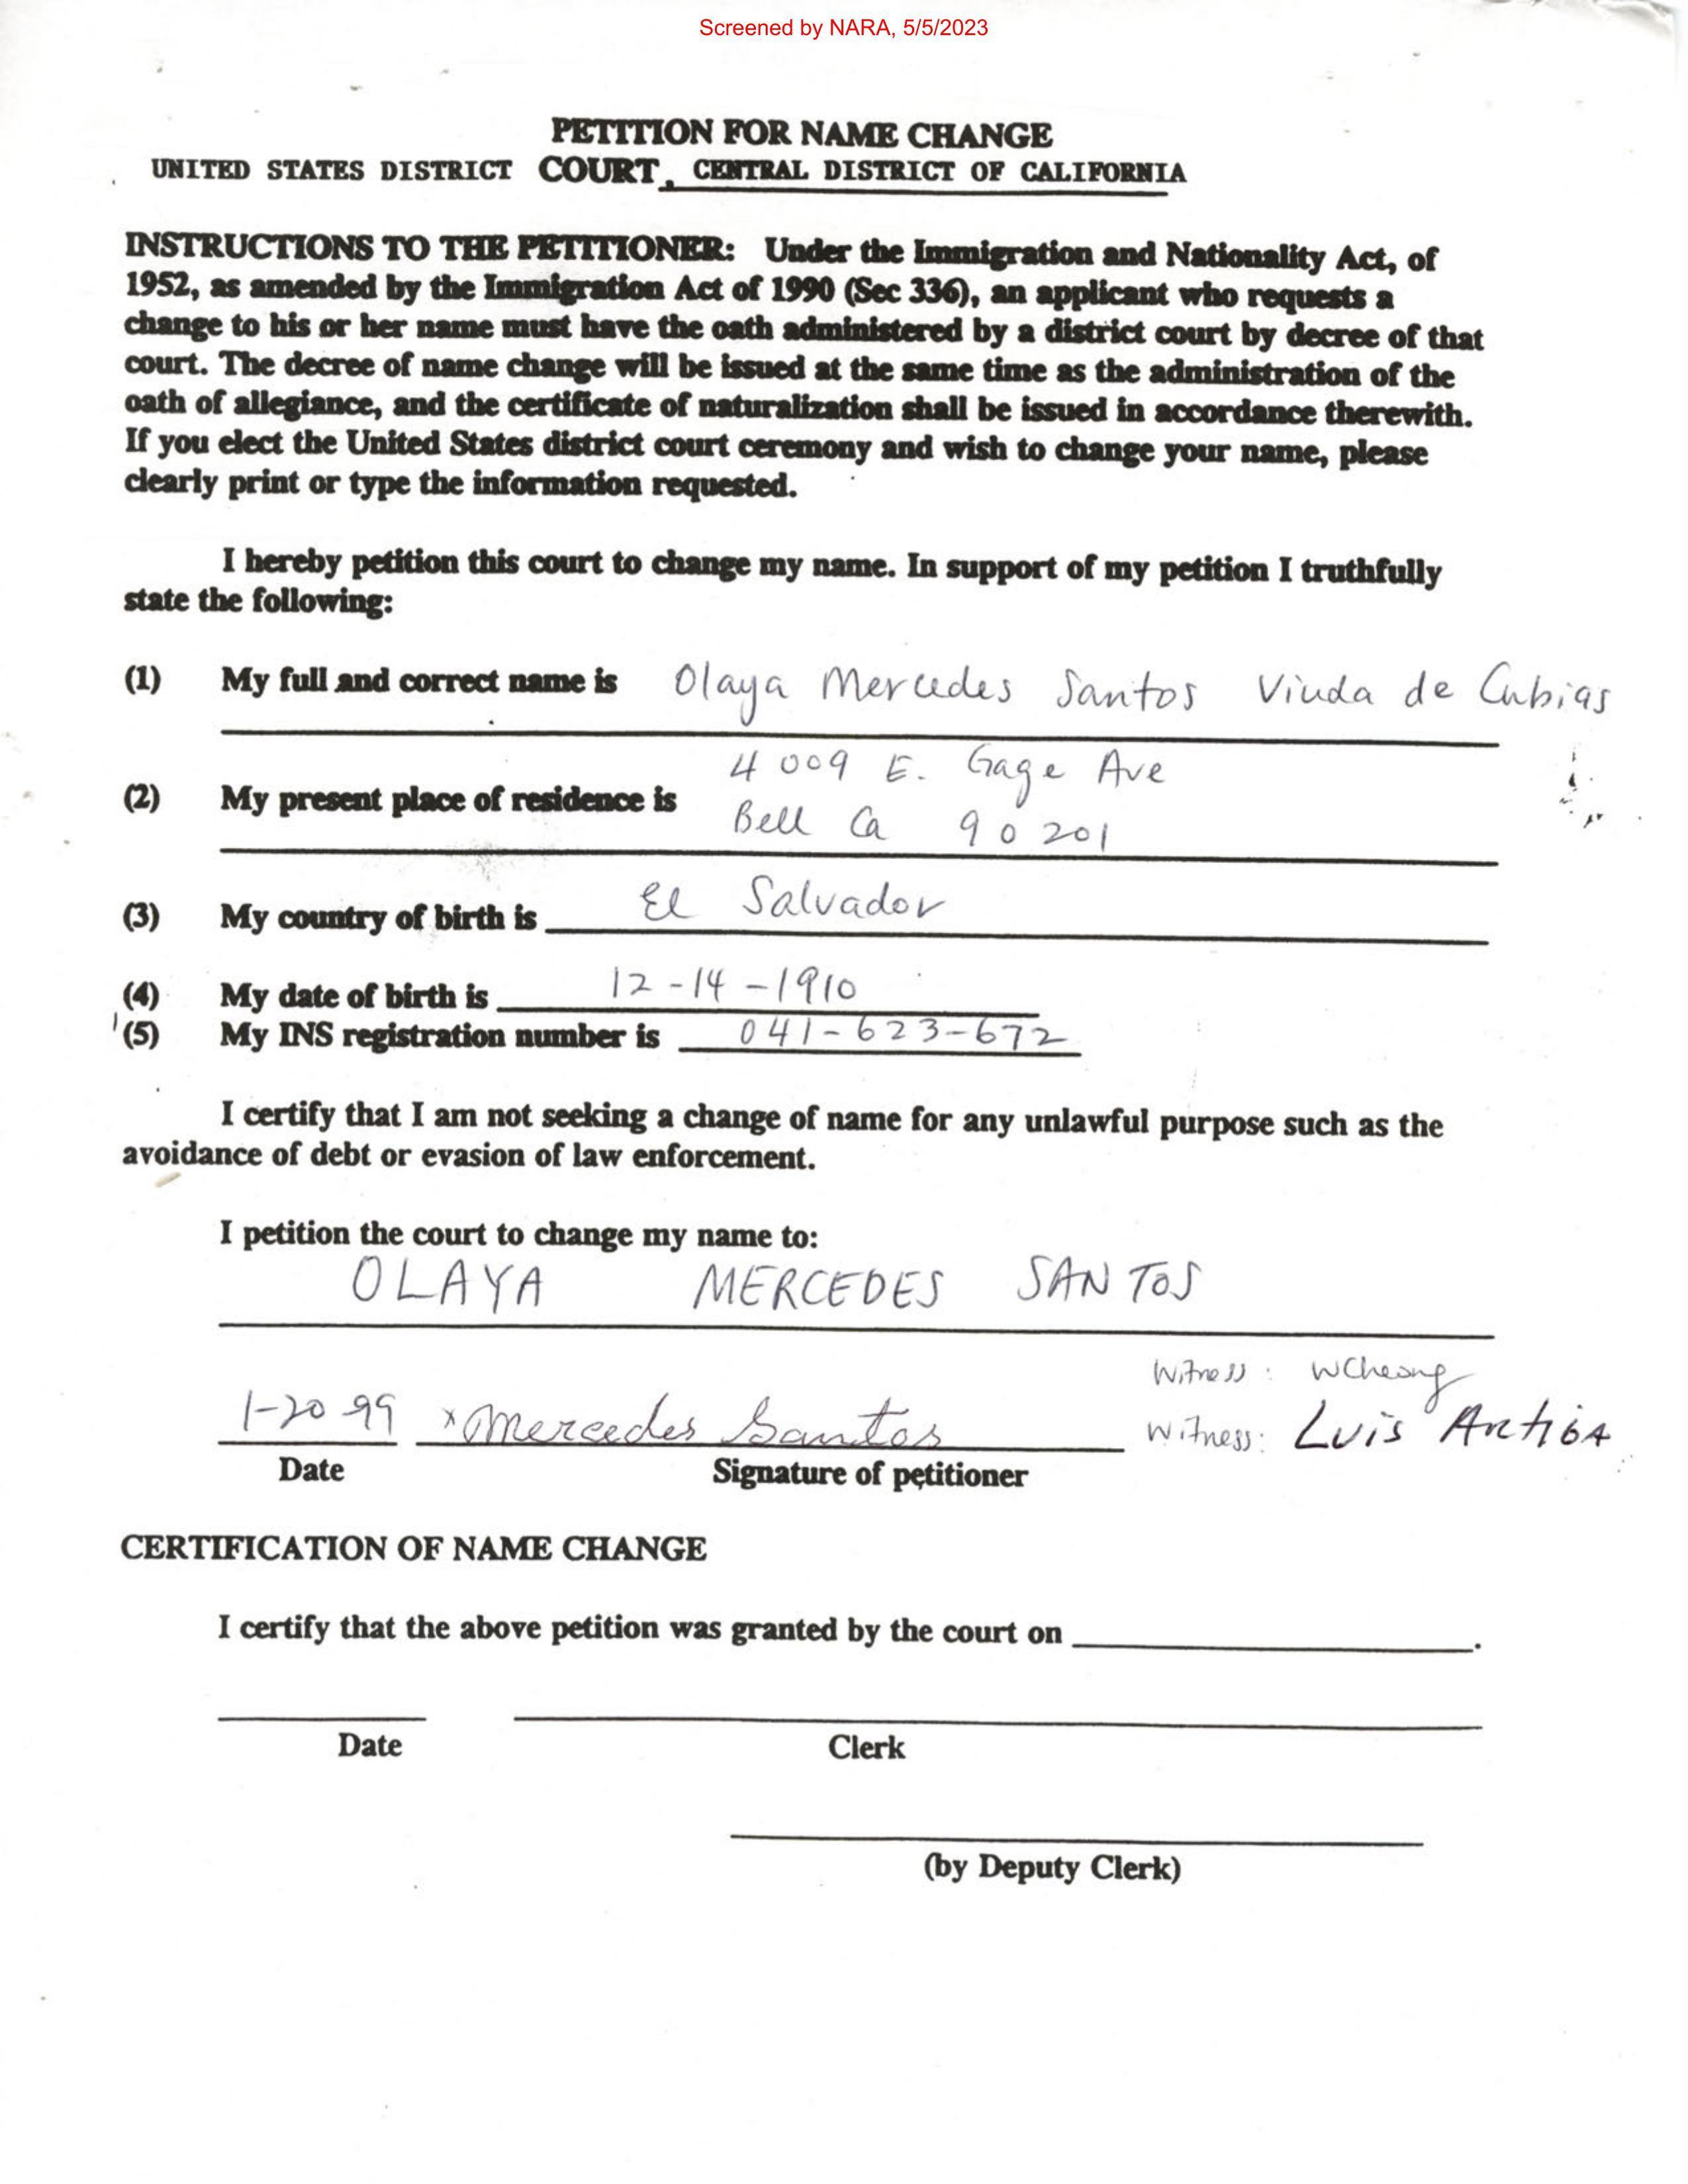 Screened by NARA, 5/5/2023
PETITION FOR NAME CHANGE
UNITED STATES DISTRICT COURT, CENTRAL DISTRICT OF CALIFORNIA
INSTRUCTIONS TO THE PETITIONER: Under the Immigration and Nationality Act, of
1952, as amended by the Immigration Act of 1990 (Sec 336), an applicant who requests a
change to his or her name must have the oath administered by a district court by decree of that
court. The decree of name change will be issued at the same time as the administration of the
oath of allegiance, and the certificate of naturalization shall be issued in accordance therewith.
If you elect the United States district court ceremony and wish to change your name, please
clearly print or type the information requested.
I hereby petition this court to change my name. In support of my petition I truthfully
state the following:
(1) My full and correct name is Olaya Mercedes Santos Viuda de Cubias
4009 E. Gage Ave
(2) My present place of residence is Bell Ca 90201
(3) My country of birth is El Salvador
(4) My date of birth is 12-14-1910
(5) My INS registration number is 041-623-672
I certify that I am not seeking a change of name for any unlawful purpose such as the
avoidance of debt or evasion of law enforcement.
I petition the court to change my name to:
OLAYA MERCEDES SANTOS
Witness: WCheong
1-20-99 x Mercedes Santos Witness: Luis
Date Signature of petitioner
CERTIFICATION OF NAME CHANGE
I certify that the above petition was granted by the court on
Date Clerk
(by Deputy Clerk)